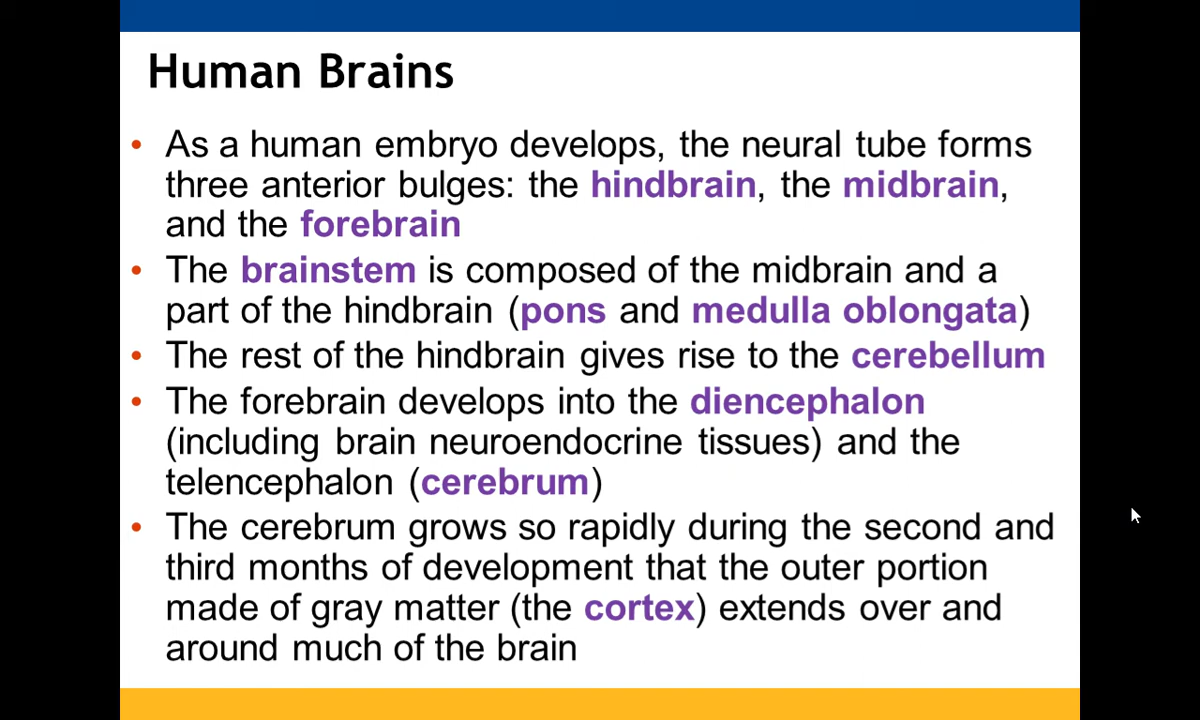 Human Brains
• As a human embryo develops, the neural tube forms
three anterior bulges: the hindbrain, the midbrain,
and the forebrain
• The brainstem is composed of the midbrain and a
part of the hindbrain (pons and medulla oblongata)
• The rest of the hindbrain gives rise to the cerebellum
• The forebrain develops into the diencephalon
(including brain neuroendocrine tissues) and the
telencephalon (cerebrum)
• The cerebrum grows so rapidly during the second and
third months of development that the outer portion
made of gray matter (the cortex) extends over and
around much of the brain